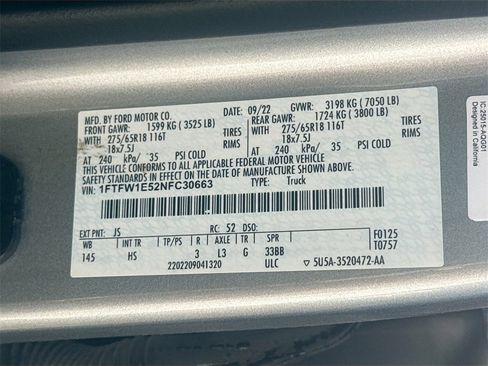 MFD. BY FORD MOTOR CO.
DATE: 09/22 GVWR: 3198 KG ( 7050 LB)
FRONT GAWR: 1599 KG ( 3525 LB) REAR GAWR: 1724 KG ( 3800 LB)
WITH 275/65R18 116T TIRES WITH 275/65R18 116T TIRES
18x7.5J RIMS 18x7.5J RIMS
AT 240 kPa/ 35 PSI COLD AT 240 kPa/ 35 PSI COLD
THIS VEHICLE CONFORMS TO ALL APPLICABLE FEDERAL MOTOR VEHICLE
SAFETY STANDARDS IN EFFECT ON THE DATE OF MANUFACTURE SHOWN ABOVE.
VIN: 1FTFW1E52NFC30663 TYPE: Truck
EXT PNT: JS RC: 52 DSO: F0125
WB INT TR TP/PS R AXLE TR SPR T0757
145 HS 3 L3 G 33BB
2202209041320 ULC ▽ 5U5A-3520472-AA
IC: 25015-AQG01
Designed in California